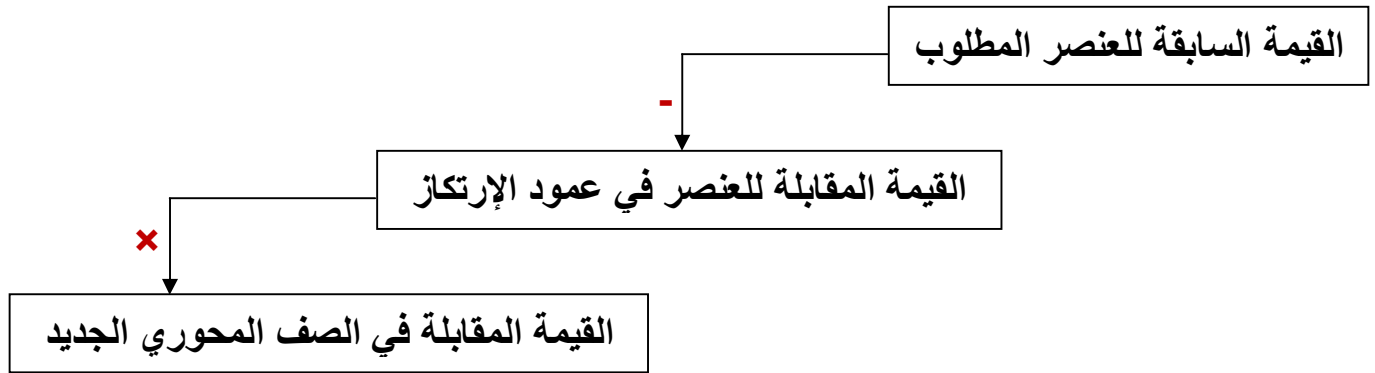 القيمة السابقة للعنصر المطلوب
-
القيمة المقابلة للعنصر في عمود الإرتكاز
×
القيمة المقابلة في الصف المحوري الجديد